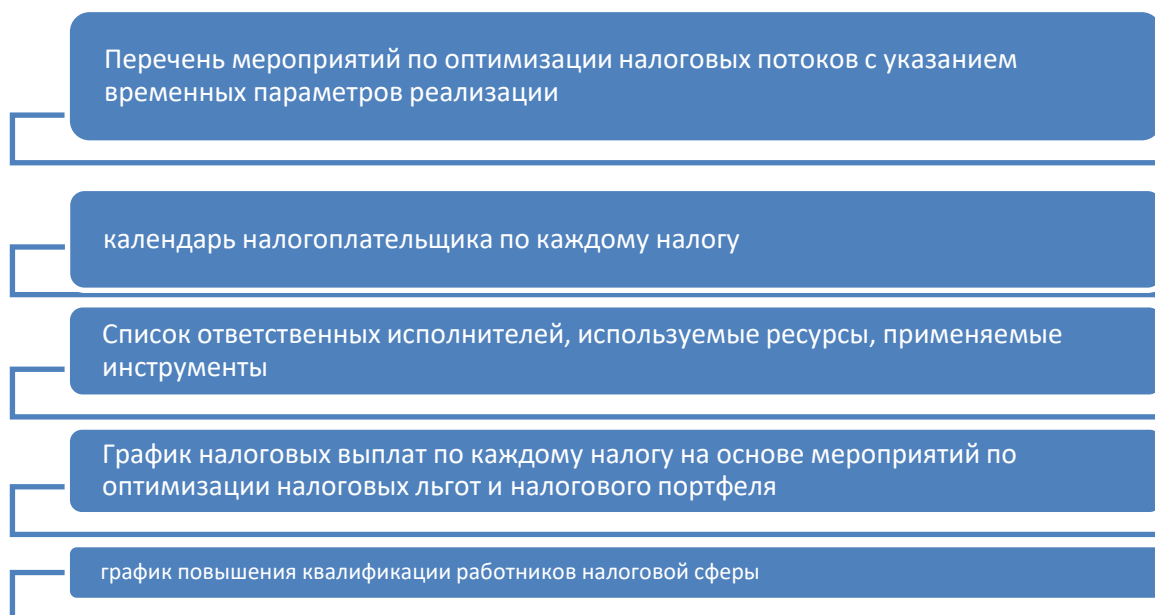 Перечень мероприятий по оптимизации налоговых потоков с указанием
временных параметров реализации
календарь налогоплательщика по каждому налогу
Список ответственных исполнителей, используемые ресурсы, применяемые
инструменты
График налоговых выплат по каждому налогу на основе мероприятий по
оптимизации налоговых льгот и налогового портфеля
график повышения квалификации работников налоговой сферы